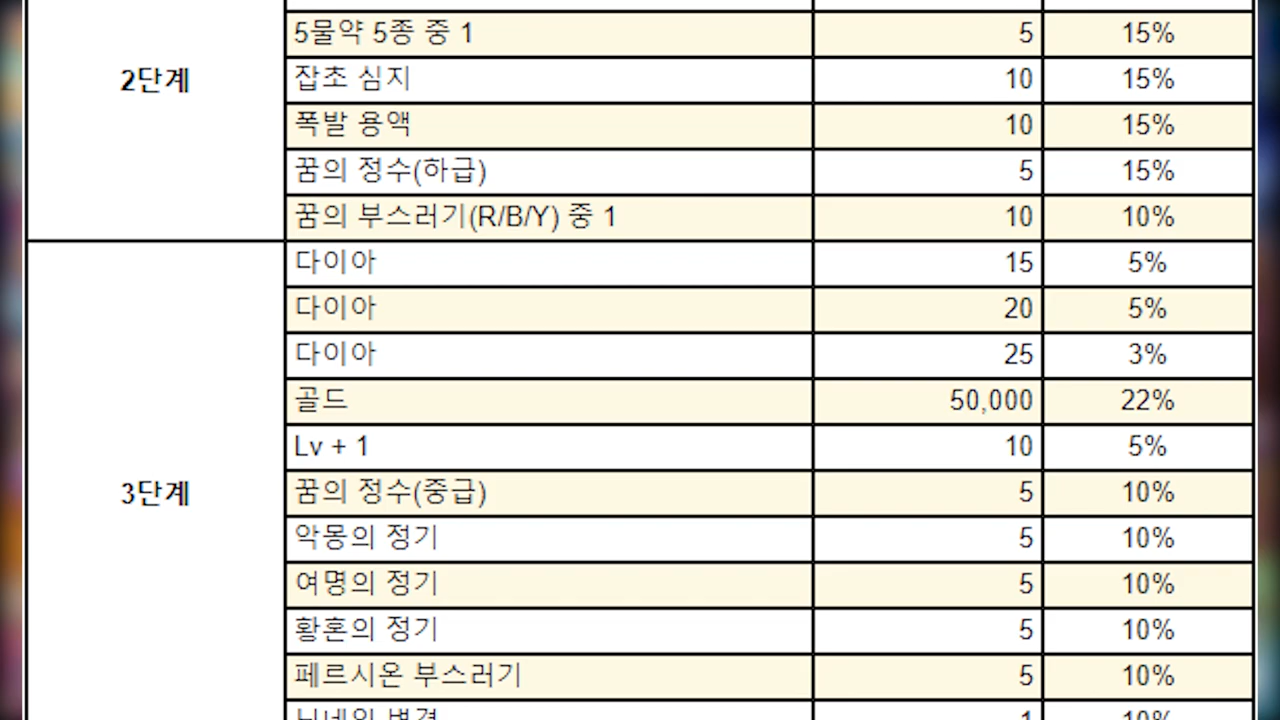 5물약 5종 중 1 5 15%
2단계 잡초 심지 10 15%
폭발 용액 10 15%
꿈의 정수(하급) 5 15%
꿈의 부스러기(R/B/Y) 중 1 10 10%
다이아 15 5%
다이아 20 5%
다이아 25 3%
골드 50,000 22%
Lv + 1 10 5%
3단계 꿈의 정수(중급) 5 10%
악몽의 정기 5 10%
여명의 정기 5 10%
황혼의 정기 5 10%
페르시온 부스러기 5 10%
1 10%